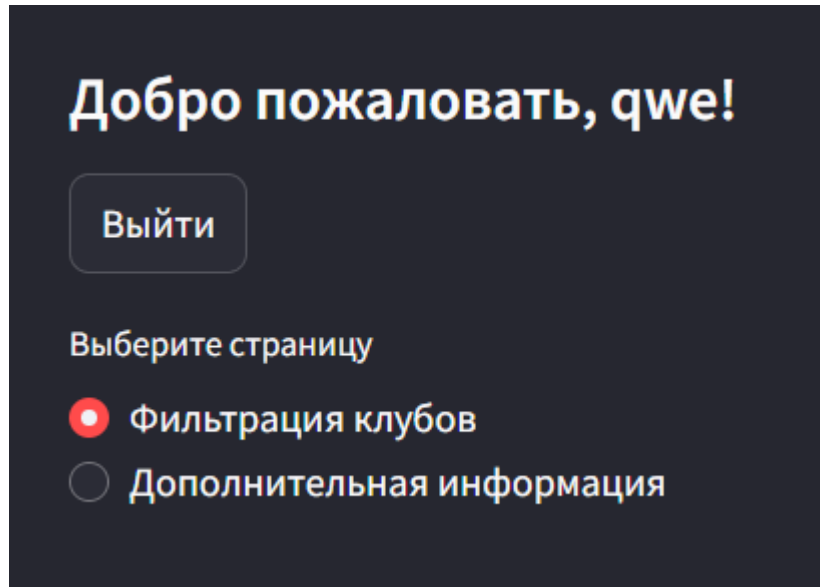 Добро пожаловать, qwe!
Выйти
Выберите страницу
Фильтрация клубов
Дополнительная информация